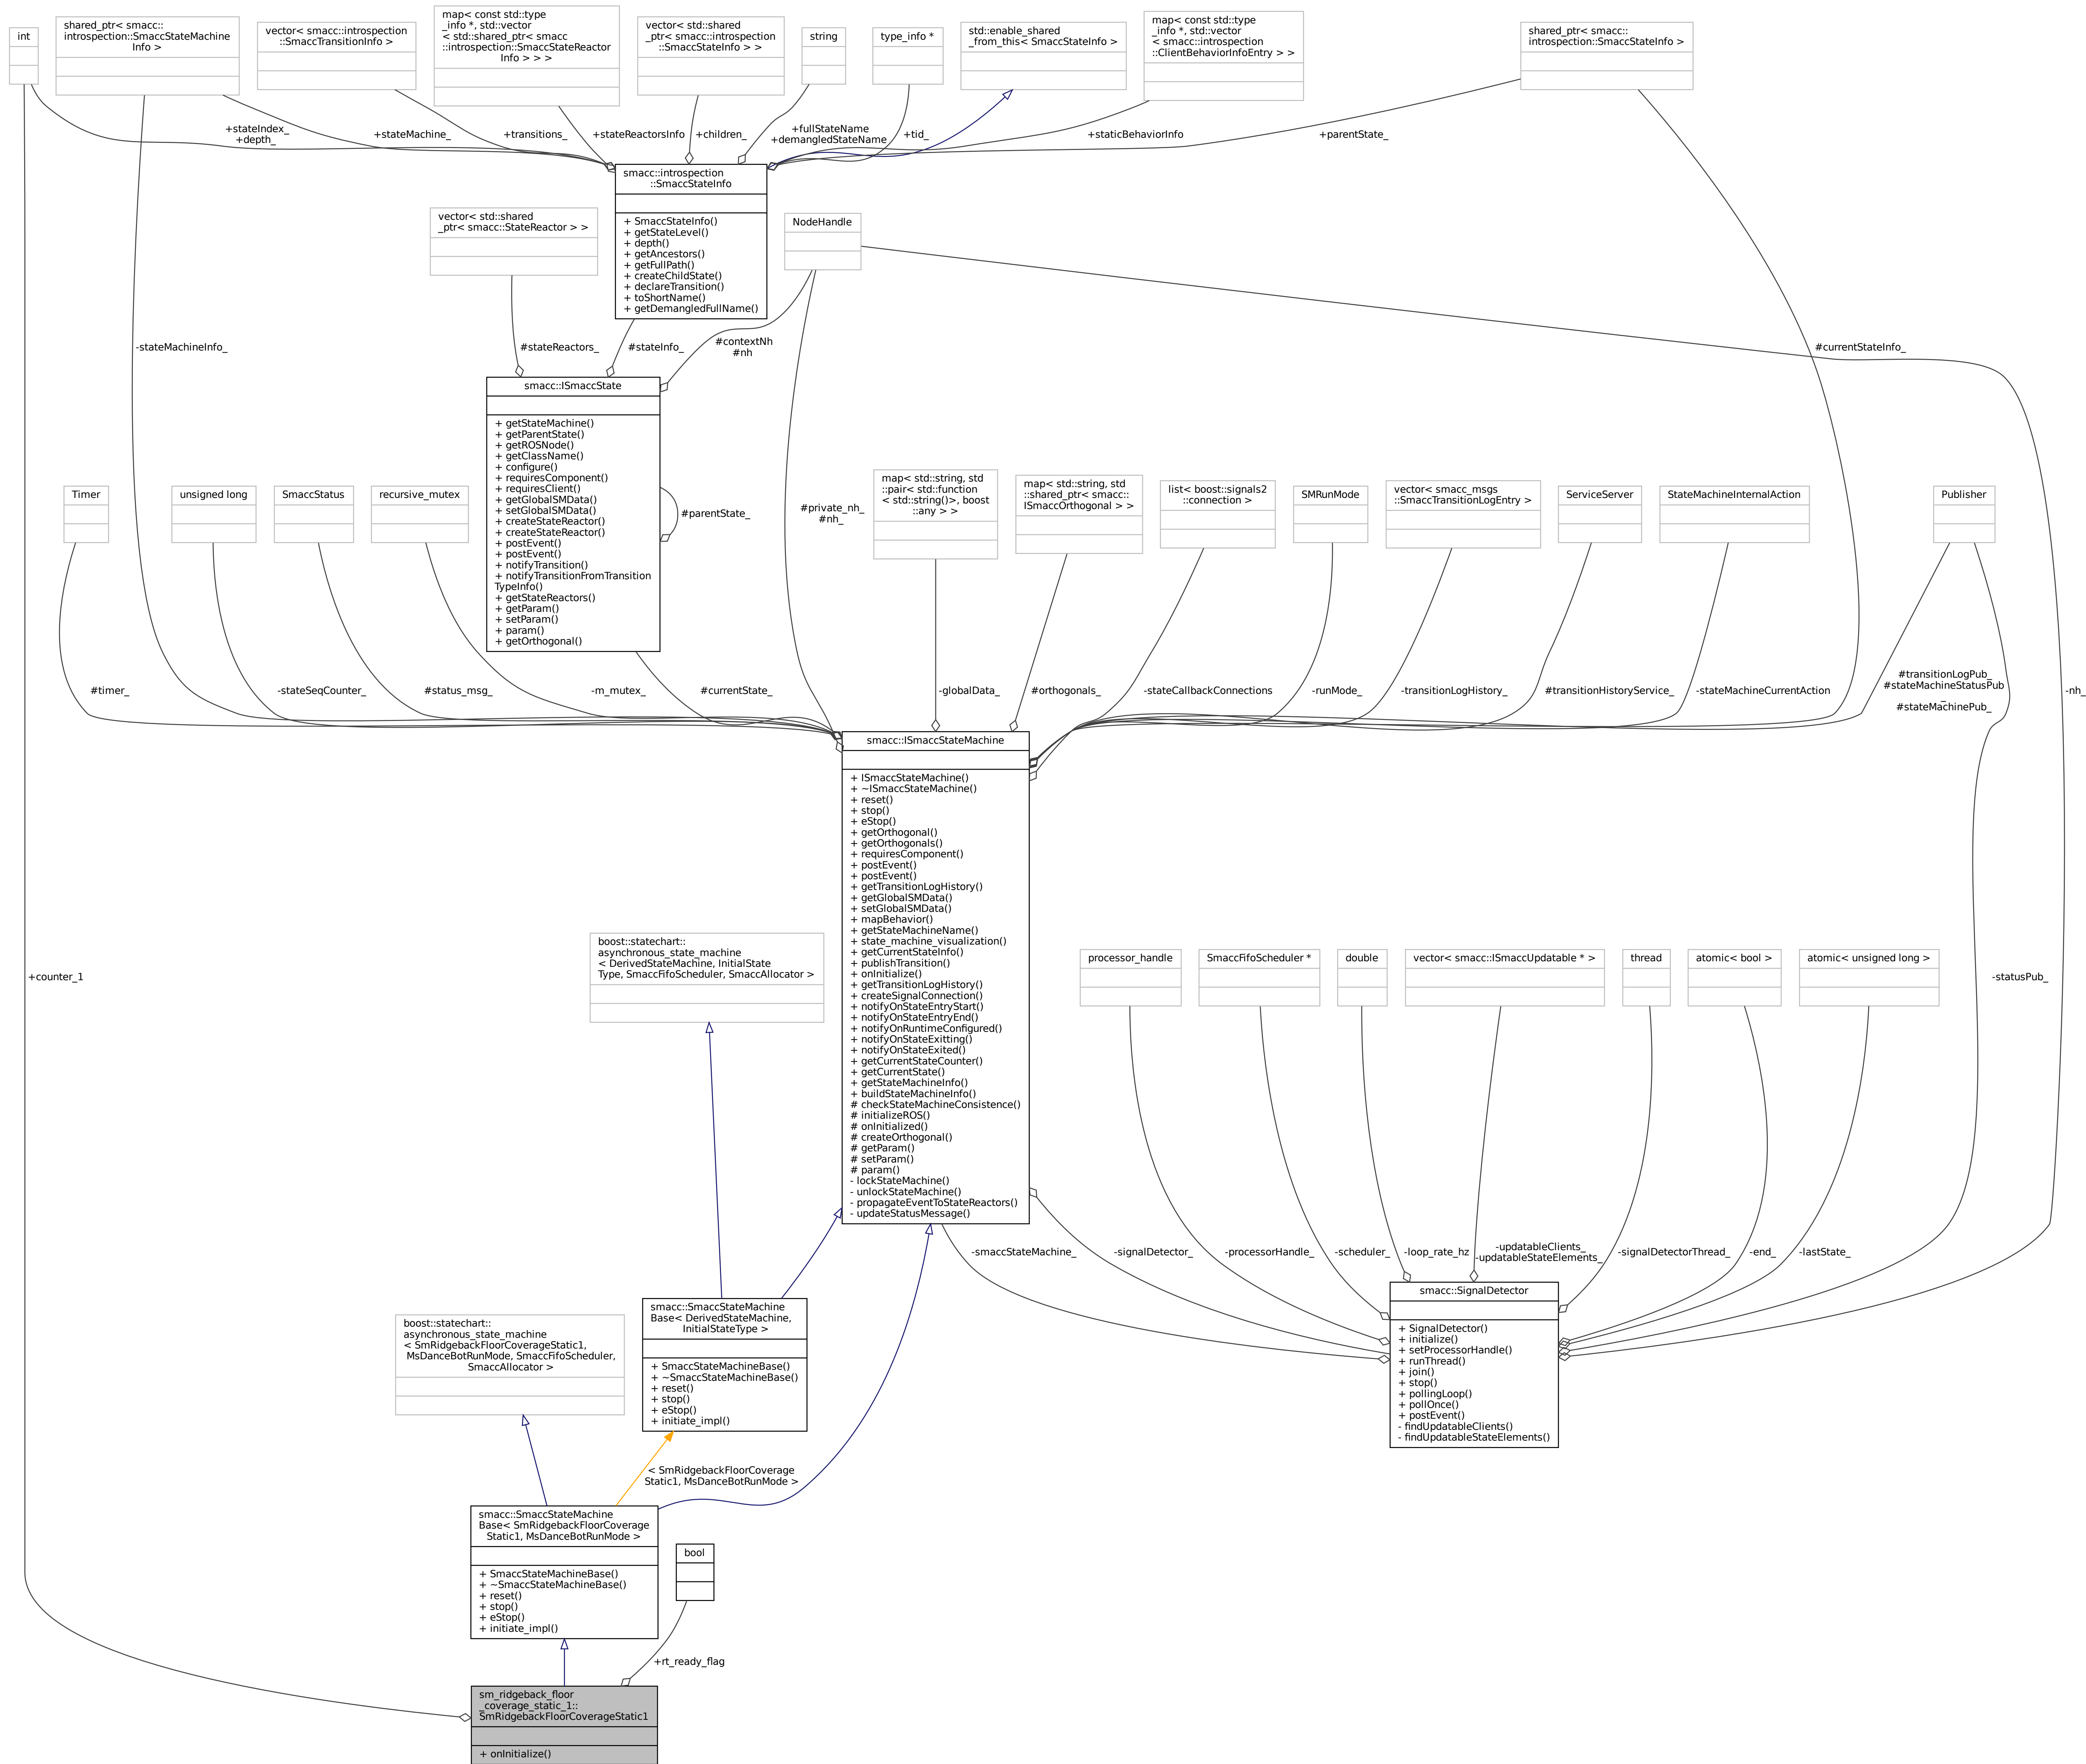 int
shared_ptr< smacc::
introspection::SmaccStateMachine
Info >
vector< smacc::introspection
::SmaccTransitionInfo >
map< const std::type
_info *, std::vector
< std::shared_ptr< smacc
::introspection::SmaccStateReactor
Info > > >
vector< std::shared
_ptr< smacc::introspection
::SmaccStateInfo > >
string
type_info *
std::enable_shared
_from_this< SmaccStateInfo >
map< const std::type
_info *, std::vector
< smacc::introspection
::ClientBehaviorInfoEntry > >
shared_ptr< smacc::
introspection::SmaccStateInfo >
+stateIndex_
+depth_
+stateMachine_
+transitions_
+stateReactorsInfo
+children_
+fullStateName
+demangledStateName
+tid_
+staticBehaviorInfo
+parentState_
smacc::introspection
::SmaccStateInfo
+ SmaccStateInfo()
+ getStateLevel()
+ depth()
+ getAncestors()
+ getFullPath()
+ createChildState()
+ declareTransition()
+ toShortName()
+ getDemangledFullName()
vector< std::shared
_ptr< smacc::StateReactor > >
NodeHandle
-stateMachineInfo_
#stateReactors_
#stateInfo_
#contextNh
#nh
#currentStateInfo_
smacc::ISmaccState
+ getStateMachine()
+ getParentState()
+ getROSNode()
+ getClassName()
+ configure()
+ requiresComponent()
+ requiresClient()
+ getGlobalSMData()
+ setGlobalSMData()
+ createStateReactor()
+ createStateReactor()
+ postEvent()
+ postEvent()
+ notifyTransition()
+ notifyTransitionFromTransition
TypeInfo()
+ getStateReactors()
+ getParam()
+ setParam()
+ param()
+ getOrthogonal()
#parentState_
#private_nh_
#nh_
Timer
unsigned long
SmaccStatus
recursive_mutex
map< std::string, std
::pair< std::function
< std::string()>, boost
::any > >
map< std::string, std
::shared_ptr< smacc::
ISmaccOrthogonal > >
list< boost::signals2
::connection >
SMRunMode
vector< smacc_msgs
::SmaccTransitionLogEntry >
ServiceServer
StateMachineInternalAction
Publisher
#timer_
-stateSeqCounter_
#status_msg_
-m_mutex_
#currentState_
-globalData_
#orthogonals_
-stateCallbackConnections
-runMode_
-transitionLogHistory_
#transitionHistoryService_
-stateMachineCurrentAction
#transitionLogPub_
#stateMachineStatusPub
_
#stateMachinePub_
-nh_
smacc::ISmaccStateMachine
+ ISmaccStateMachine()
+ ~ISmaccStateMachine()
+ reset()
+ stop()
+ eStop()
+ getOrthogonal()
+ getOrthogonals()
+ requiresComponent()
+ postEvent()
+ postEvent()
+ getTransitionLogHistory()
+ getGlobalSMData()
+ setGlobalSMData()
+ mapBehavior()
+ getStateMachineName()
+ state_machine_visualization()
+ getCurrentStateInfo()
+ publishTransition()
+ onInitialize()
+ getTransitionLogHistory()
+ createSignalConnection()
+ notifyOnStateEntryStart()
+ notifyOnStateEntryEnd()
+ notifyOnRuntimeConfigured()
+ notifyOnStateExitting()
+ notifyOnStateExited()
+ getCurrentStateCounter()
+ getCurrentState()
+ getStateMachineInfo()
+ buildStateMachineInfo()
# checkStateMachineConsistence()
# initializeROS()
# onInitialized()
# createOrthogonal()
# getParam()
# setParam()
# param()
- lockStateMachine()
- unlockStateMachine()
- propagateEventToStateReactors()
- updateStatusMessage()
+counter_1
boost::statechart::
asynchronous_state_machine
< DerivedStateMachine, InitialState
Type, SmaccFifoScheduler, SmaccAllocator >
processor_handle
SmaccFifoScheduler *
double
vector< smacc::ISmaccUpdatable * >
thread
atomic< bool >
atomic< unsigned long >
-statusPub_
-smaccStateMachine_
-signalDetector_
-processorHandle_
-scheduler_
-loop_rate_hz
-updatableClients_
-updatableStateElements_
-signalDetectorThread_
-end_
-lastState_
smacc::SignalDetector
+ SignalDetector()
+ initialize()
+ setProcessorHandle()
+ runThread()
+ join()
+ stop()
+ pollingLoop()
+ pollOnce()
+ postEvent()
- findUpdatableClients()
- findUpdatableStateElements()
smacc::SmaccStateMachine
Base< DerivedStateMachine,
InitialStateType >
+ SmaccStateMachineBase()
+ ~SmaccStateMachineBase()
+ reset()
+ stop()
+ eStop()
+ initiate_impl()
boost::statechart::
asynchronous_state_machine
< SmRidgebackFloorCoverageStatic1,
MsDanceBotRunMode, SmaccFifoScheduler,
SmaccAllocator >
< SmRidgebackFloorCoverage
Static1, MsDanceBotRunMode >
smacc::SmaccStateMachine
Base< SmRidgebackFloorCoverage
Static1, MsDanceBotRunMode >
+ SmaccStateMachineBase()
+ ~SmaccStateMachineBase()
+ reset()
+ stop()
+ eStop()
+ initiate_impl()
bool
+rt_ready_flag
sm_ridgeback_floor
_coverage_static_1::
SmRidgebackFloorCoverageStatic1
+ onInitialize()